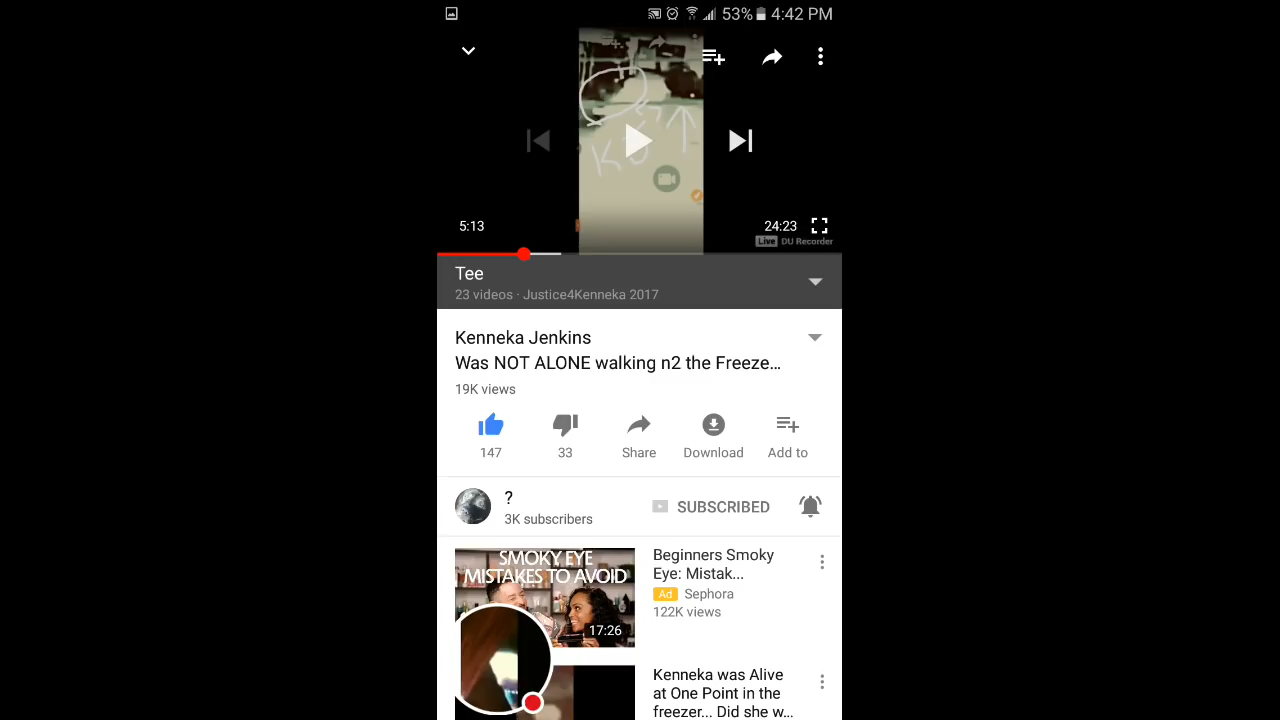 53% 4:42 PM
KJ
5:13
24:23
Live DU Recorder
Tee
23 videos · Justice4Kenneka 2017
Kenneka Jenkins
Was NOT ALONE walking n2 the Freeze...
19K views
147
33
Share
Download
Add to
?
3K subscribers
SUBSCRIBED
SMOKY EYE
MISTAKES TO AVOID
17:26
Beginners Smoky
Eye: Mistak...
Ad Sephora
122K views
Kenneka was Alive
at One Point in the
freezer... Did she w...